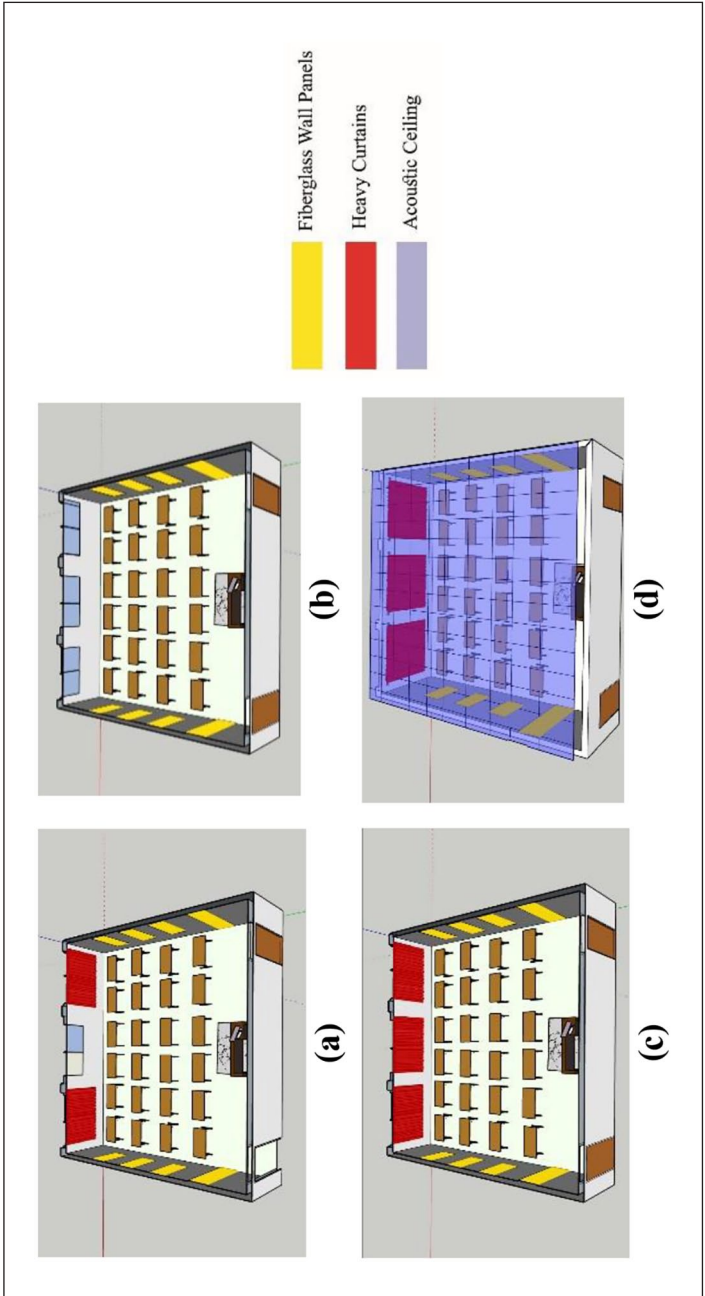 (a)
(b)
(c)
(d)
Fiberglass Wall Panels
Heavy Curtains
Acoustic Ceiling